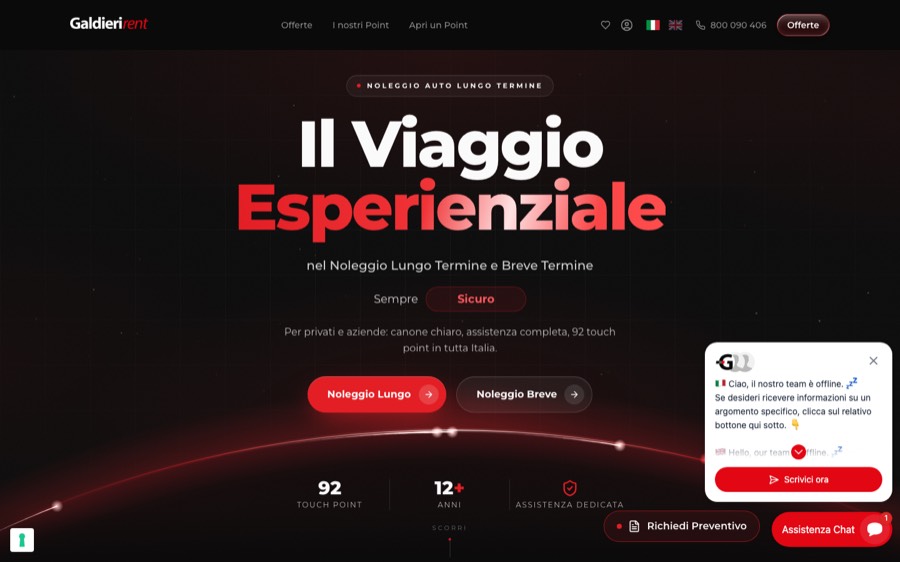 Galdierirent
Offerte
I nostri Point
Apri un Point
800 090 406
Offerte
NOLEGGIO AUTO LUNGO TERMINE
Il Viaggio
Esperienziale
nel Noleggio Lungo Termine e Breve Termine
Sempre Sicuro
Per privati e aziende: canone chiaro, assistenza completa, 92 touch
point in tutta Italia.
Noleggio Lungo
Noleggio Breve
92
TOUCH POINT
12+
ANNI
ASSISTENZA DEDICATA
SCORRI
G
Ciao, il nostro team è offline. 💤
Se desideri ricevere informazioni su un
argomento specifico, clicca sul relativo
bottone qui sotto. 👇
Hello, our team offline. 💤
Scrivici ora
Richiedi Preventivo
Assistenza Chat
1